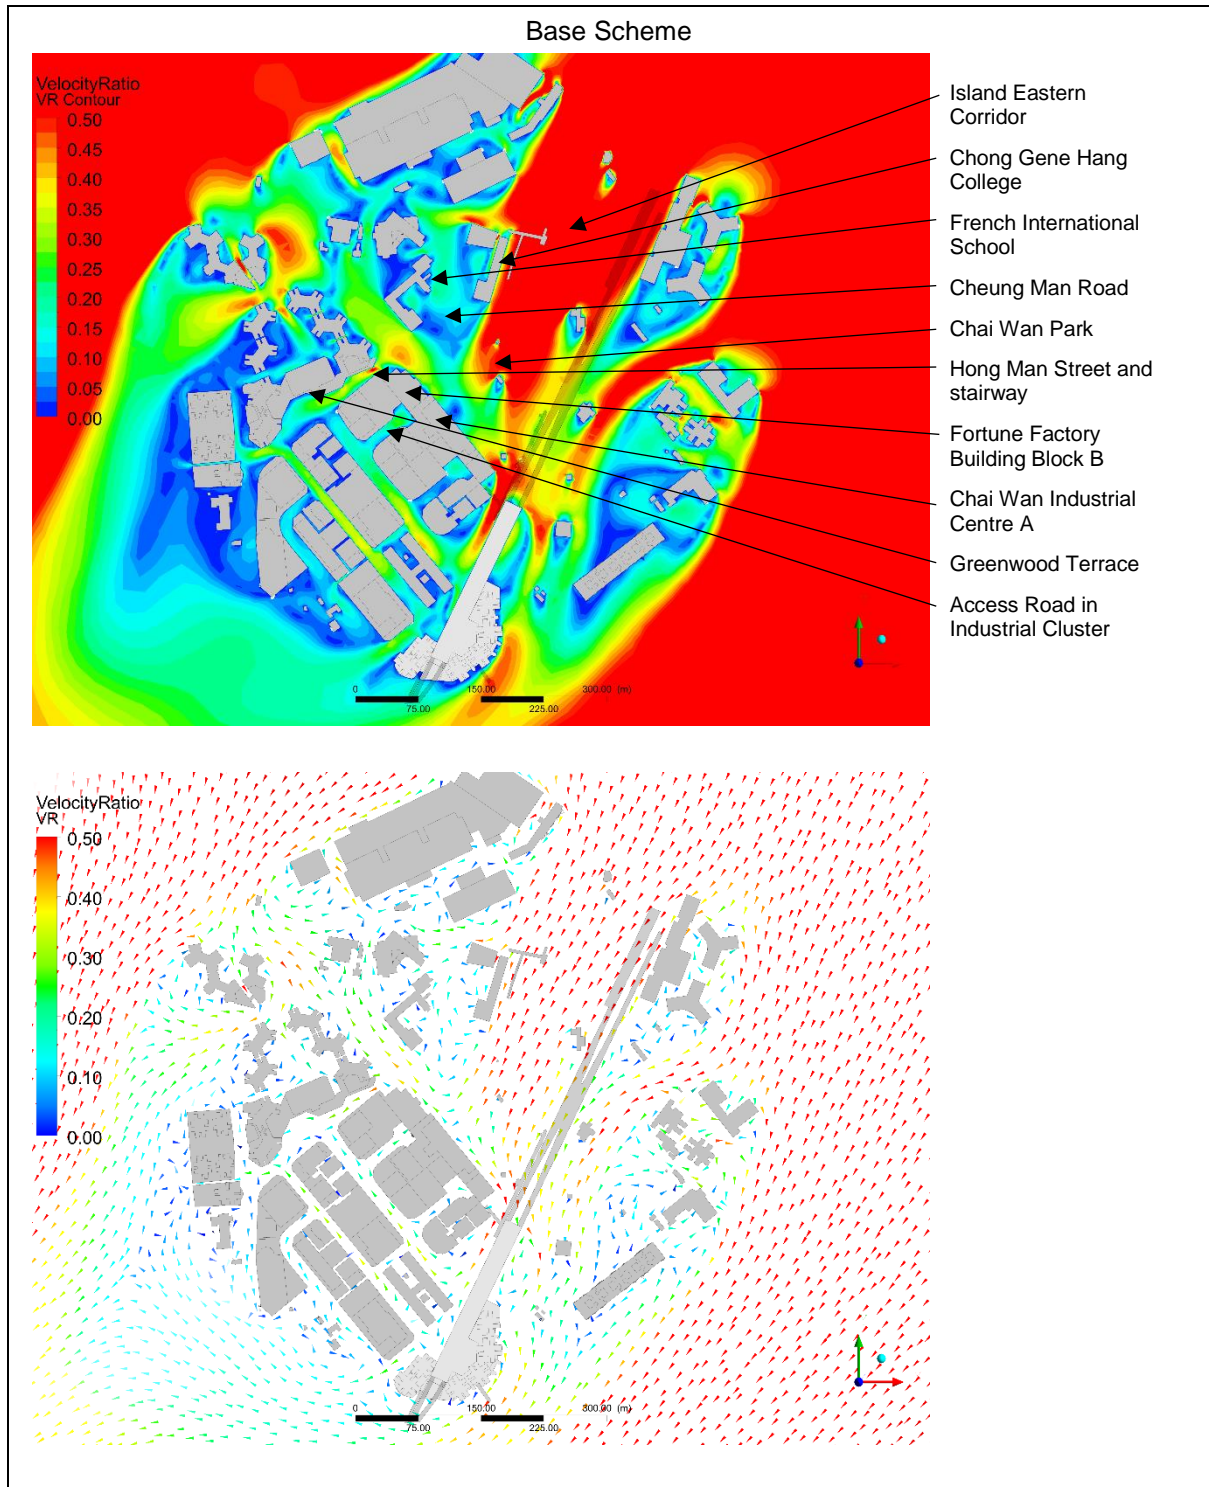 Base Scheme
VelocityRatio
VR Contour
0.50
0.45
0.40
0.35
0.30
0.25
0.20
0.15
0.10
0.05
0.00
Island Eastern
Corridor
Chong Gene Hang
College
French International
School
Cheung Man Road
Chai Wan Park
Hong Man Street and
stairway
Fortune Factory
Building Block B
Chai Wan Industrial
Centre A
Greenwood Terrace
Access Road in
Industrial Cluster
0 150.00 300.00 (m)
75.00 225.00
VelocityRatio
VR
0.50
0.40
0.30
0.20
0.10
0.00
0 150.00 300.00 (m)
75.00 225.00